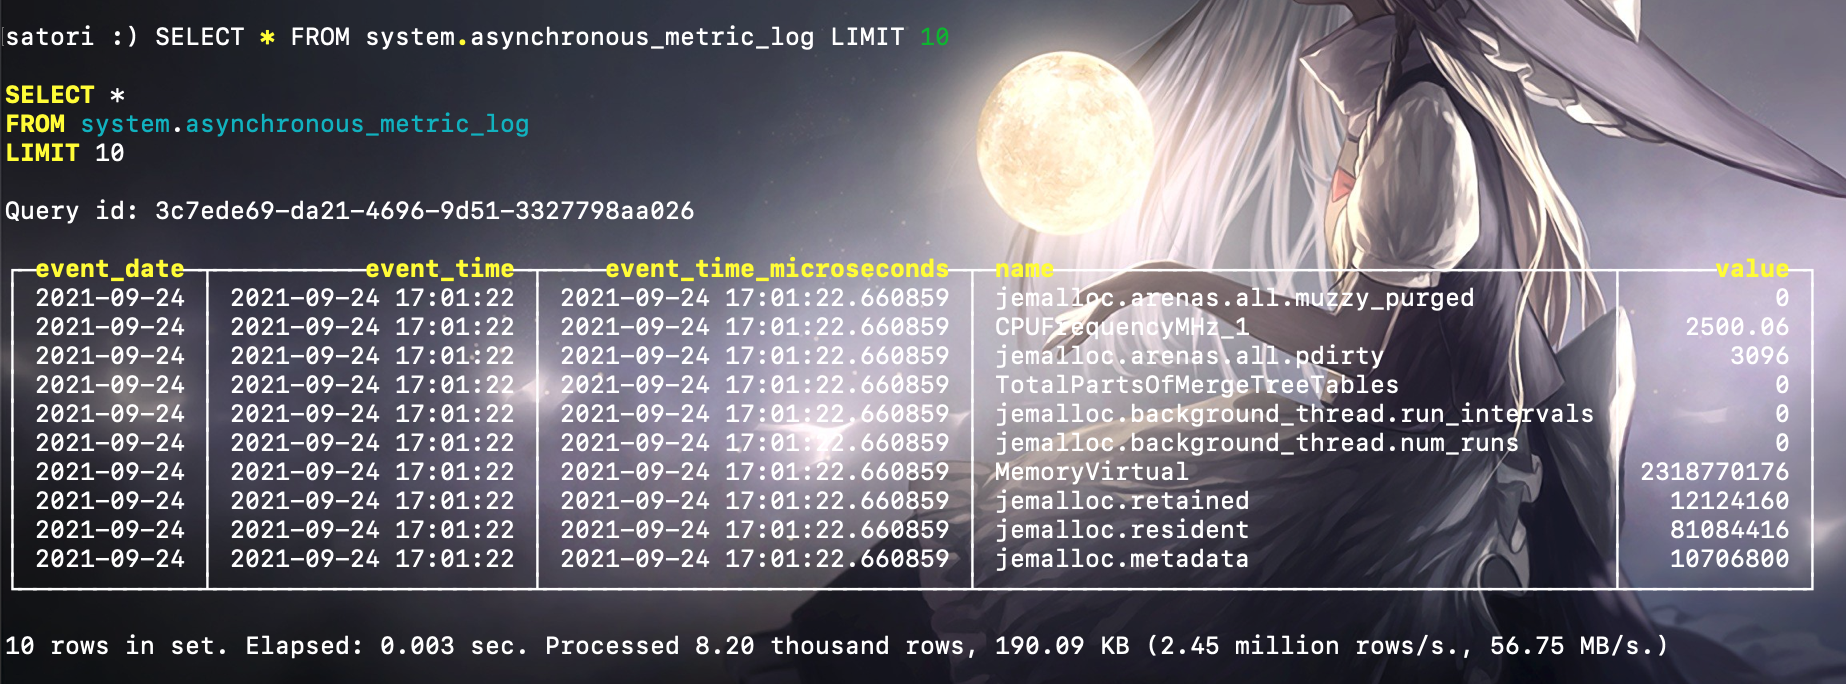 satori :) SELECT * FROM system.asynchronous_metric_log LIMIT 10
SELECT *
FROM system.asynchronous_metric_log
LIMIT 10
Query id: 3c7ede69-da21-4696-9d51-3327798aa026
event_date event_time event_time_microseconds name value
2021-09-24 2021-09-24 17:01:22 2021-09-24 17:01:22.660859 jemalloc.arenas.all.muzzy_purged 0
2021-09-24 2021-09-24 17:01:22 2021-09-24 17:01:22.660859 CPUFrequencyMHz_1 2500.06
2021-09-24 2021-09-24 17:01:22 2021-09-24 17:01:22.660859 jemalloc.arenas.all.pdirty 3096
2021-09-24 2021-09-24 17:01:22 2021-09-24 17:01:22.660859 TotalPartsOfMergeTreeTables 0
2021-09-24 2021-09-24 17:01:22 2021-09-24 17:01:22.660859 jemalloc.background_thread.run_intervals 0
2021-09-24 2021-09-24 17:01:22 2021-09-24 17:01:22.660859 jemalloc.background_thread.num_runs 0
2021-09-24 2021-09-24 17:01:22 2021-09-24 17:01:22.660859 MemoryVirtual 2318770176
2021-09-24 2021-09-24 17:01:22 2021-09-24 17:01:22.660859 jemalloc.retained 12124160
2021-09-24 2021-09-24 17:01:22 2021-09-24 17:01:22.660859 jemalloc.resident 81084416
2021-09-24 2021-09-24 17:01:22 2021-09-24 17:01:22.660859 jemalloc.metadata 10706800
10 rows in set. Elapsed: 0.003 sec. Processed 8.20 thousand rows, 190.09 KB (2.45 million rows/s., 56.75 MB/s.)